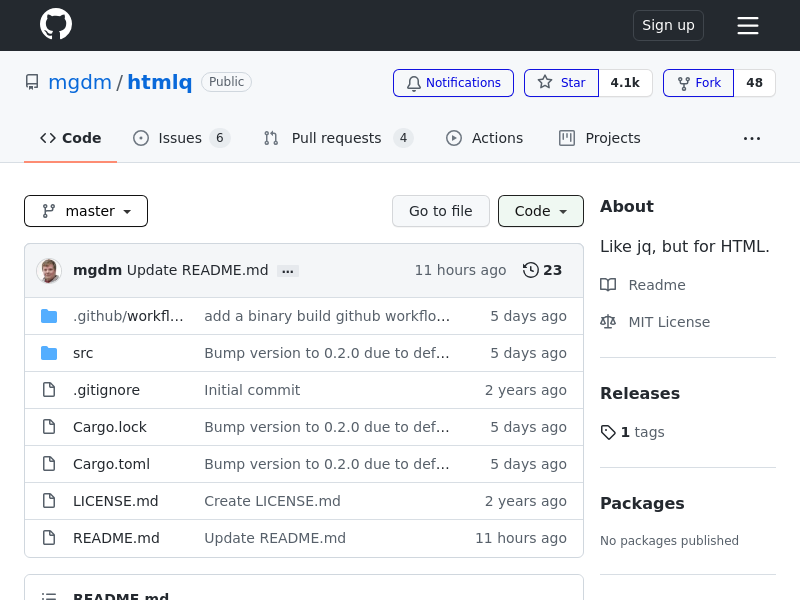 Sign up
mgdm / htmlq Public
Notifications Star 4.1k Fork 48
Code Issues 6 Pull requests 4 Actions Projects ...
master Go to file Code
mgdm Update README.md ... 11 hours ago 23
.github/workfl... add a binary build github workflo... 5 days ago
src Bump version to 0.2.0 due to def... 5 days ago
.gitignore Initial commit 2 years ago
Cargo.lock Bump version to 0.2.0 due to def... 5 days ago
Cargo.toml Bump version to 0.2.0 due to def... 5 days ago
LICENSE.md Create LICENSE.md 2 years ago
README.md Update README.md 11 hours ago
README.md
About
Like jq, but for HTML.
Readme
MIT License
Releases
1 tags
Packages
No packages published